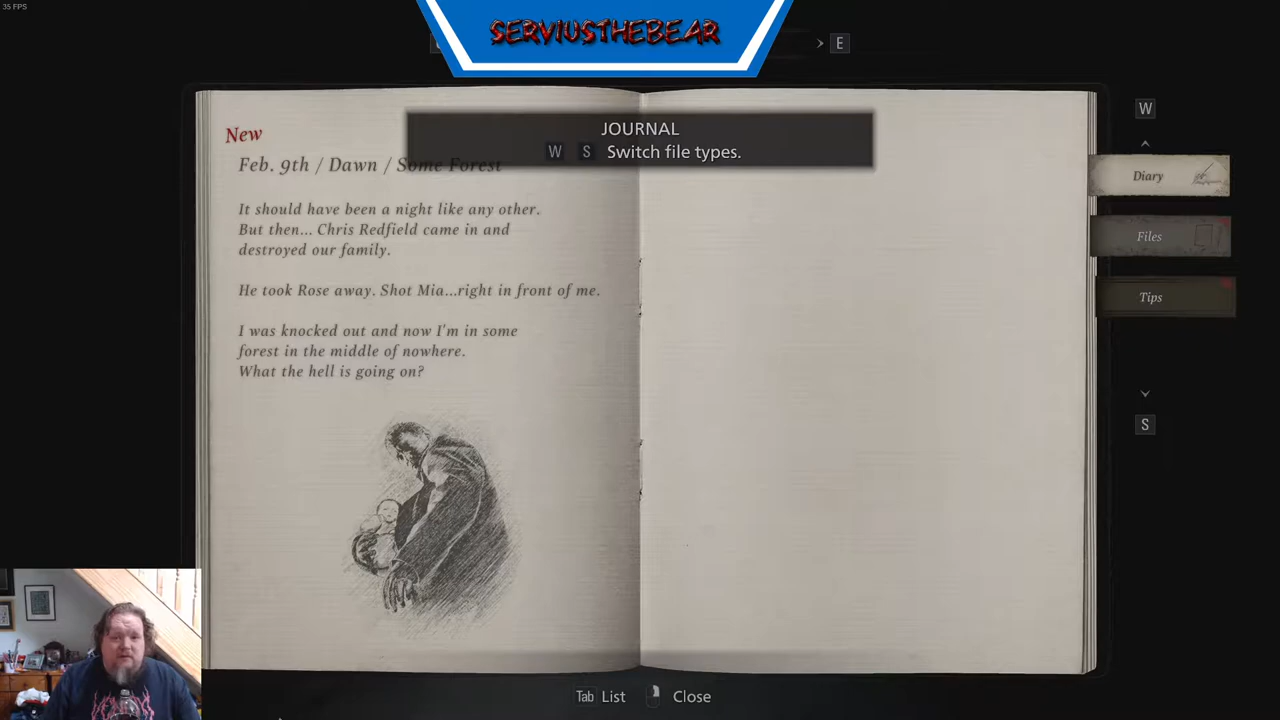 35 FPS
SERVIUSTHEBEAR
E
JOURNAL
W S Switch file types.
New
Feb. 9th / Dawn / Some Forest
It should have been a night like any other.
But then... Chris Redfield came in and
destroyed our family.
He took Rose away. Shot Mia...right in front of me.
I was knocked out and now I'm in some
forest in the middle of nowhere.
What the hell is going on?
W
Diary
Files
Tips
S
Tab List Close